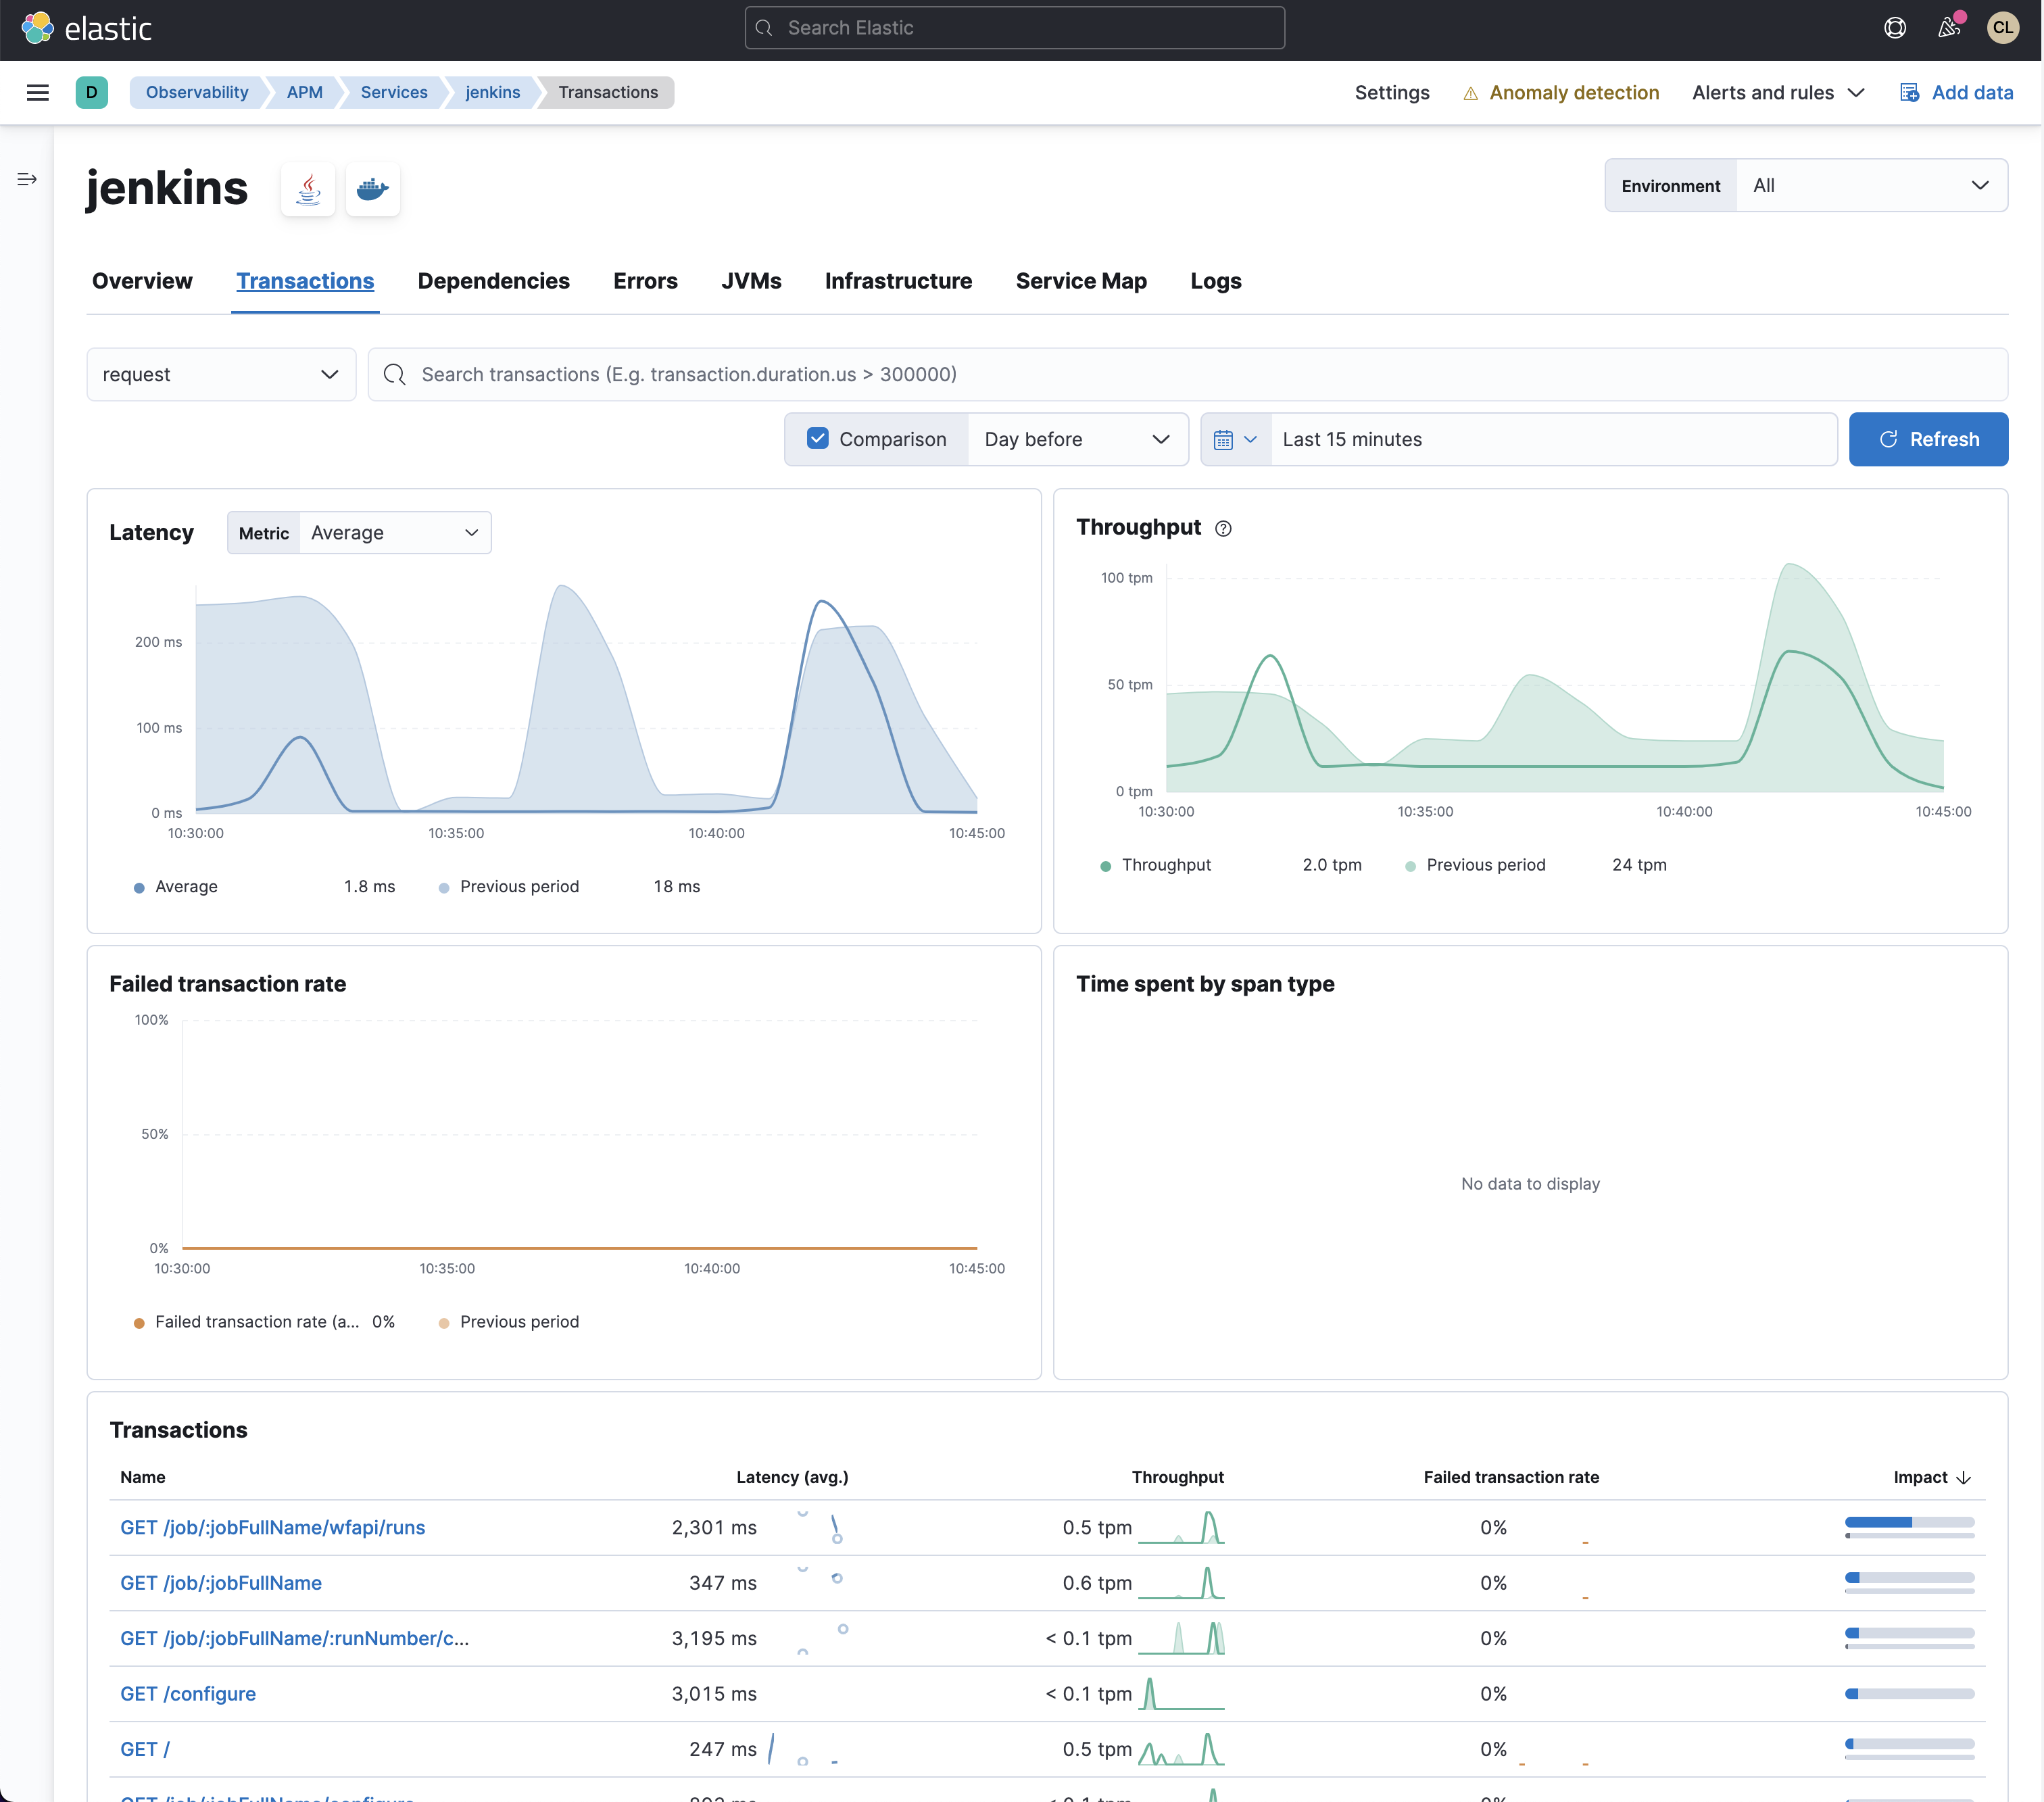 elastic
Search Elastic
CL
D
Observability
APM
Services
jenkins
Transactions
Settings
Anomaly detection
Alerts and rules
Add data
jenkins
Environment
All
Overview
Transactions
Dependencies
Errors
JVMs
Infrastructure
Service Map
Logs
request
Search transactions (E.g. transaction.duration.us > 300000)
Comparison
Day before
Last 15 minutes
Refresh
Latency
Metric
Average
200 ms
100 ms
0 ms
10:30:00
10:35:00
10:40:00
10:45:00
Average 1.8 ms
Previous period 18 ms
Throughput
100 tpm
50 tpm
0 tpm
10:30:00
10:35:00
10:40:00
10:45:00
Throughput 2.0 tpm
Previous period 24 tpm
Failed transaction rate
100%
50%
0%
10:30:00
10:35:00
10:40:00
10:45:00
Failed transaction rate (a... 0%
Previous period
Time spent by span type
No data to display
Transactions
Name Latency (avg.) Throughput Failed transaction rate Impact
GET /job/:jobFullName/wfapi/runs 2,301 ms 0.5 tpm 0%
GET /job/:jobFullName 347 ms 0.6 tpm 0%
GET /job/:jobFullName/:runNumber/c... 3,195 ms < 0.1 tpm 0%
GET /configure 3,015 ms < 0.1 tpm 0%
GET / 247 ms 0.5 tpm 0%